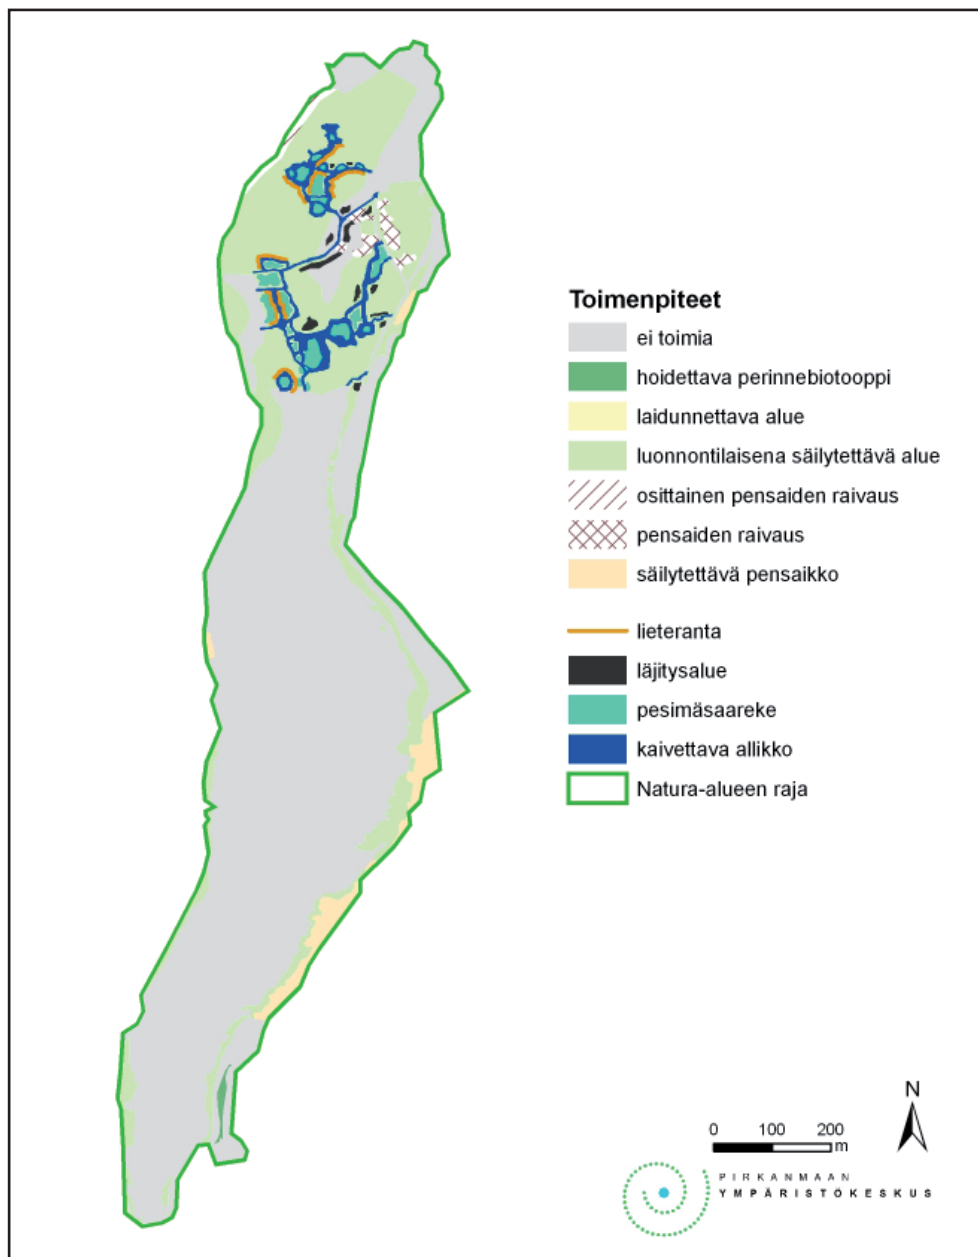 Toimenpiteet
ei toimia
hoidettava perinnebiotooppi
laidunnettava alue
luonnontilaisena säilytettävä alue
osittainen pensaiden raivaus
pensaiden raivaus
säilytettävä pensaikko
lieteranta
läjitysalue
pesimäsaareke
kaivettava allikko
Natura-alueen raja
N
0 100 200
m
PIRKANMAAN
YMPÄRISTÖKESKUS